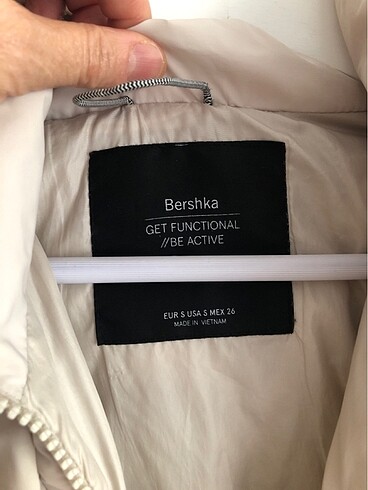 Bershka
GET FUNCTIONAL
//BE ACTIVE
EUR S USA S MEX 26
MADE IN VIETNAM